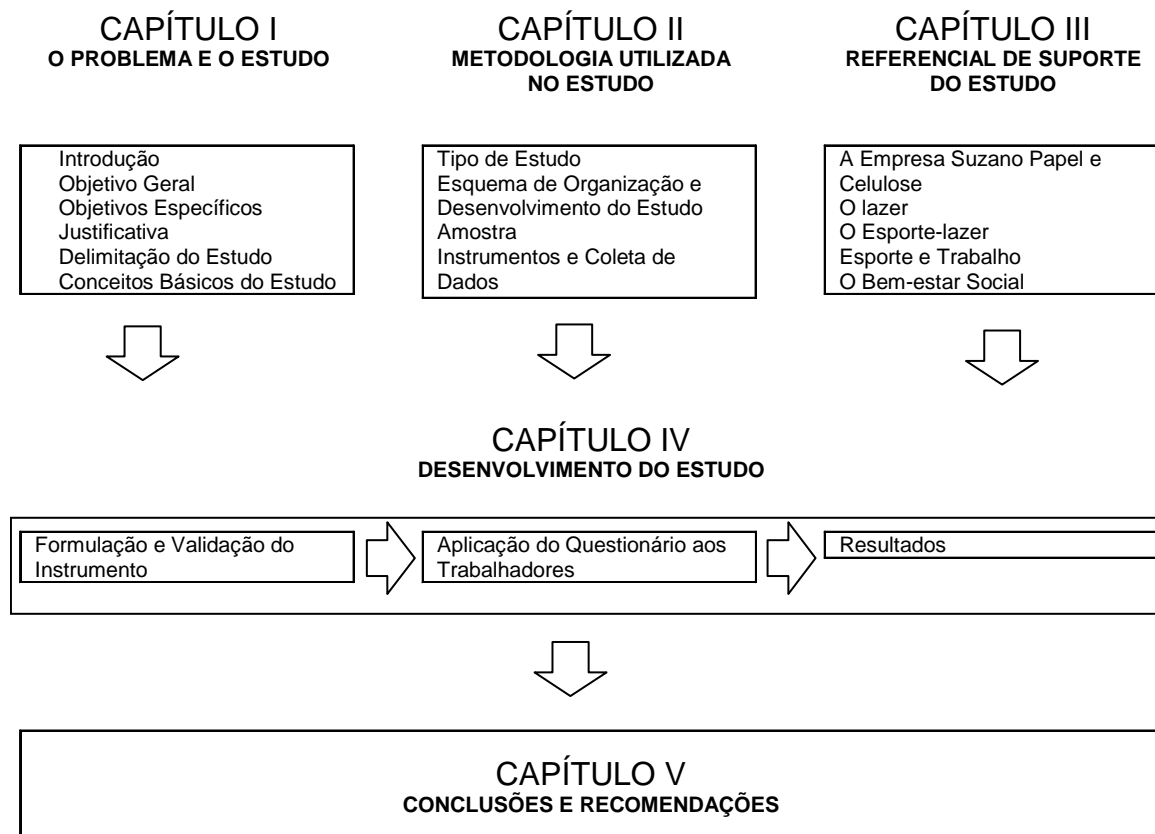 CAPÍTULO I
O PROBLEMA E O ESTUDO
CAPÍTULO II
METODOLOGIA UTILIZADA
NO ESTUDO
CAPÍTULO III
REFERENCIAL DE SUPORTE
DO ESTUDO
Introdução
Objetivo Geral
Objetivos Específicos
Justificativa
Delimitação do Estudo
Conceitos Básicos do Estudo
Tipo de Estudo
Esquema de Organização e
Desenvolvimento do Estudo
Amostra
Instrumentos e Coleta de
Dados
A Empresa Suzano Papel e
Celulose
O lazer
O Esporte-lazer
Esporte e Trabalho
O Bem-estar Social
CAPÍTULO IV
DESENVOLVIMENTO DO ESTUDO
Formulação e Validação do
Instrumento
Aplicação do Questionário aos
Trabalhadores
Resultados
CAPÍTULO V
CONCLUSÕES E RECOMENDAÇÕES